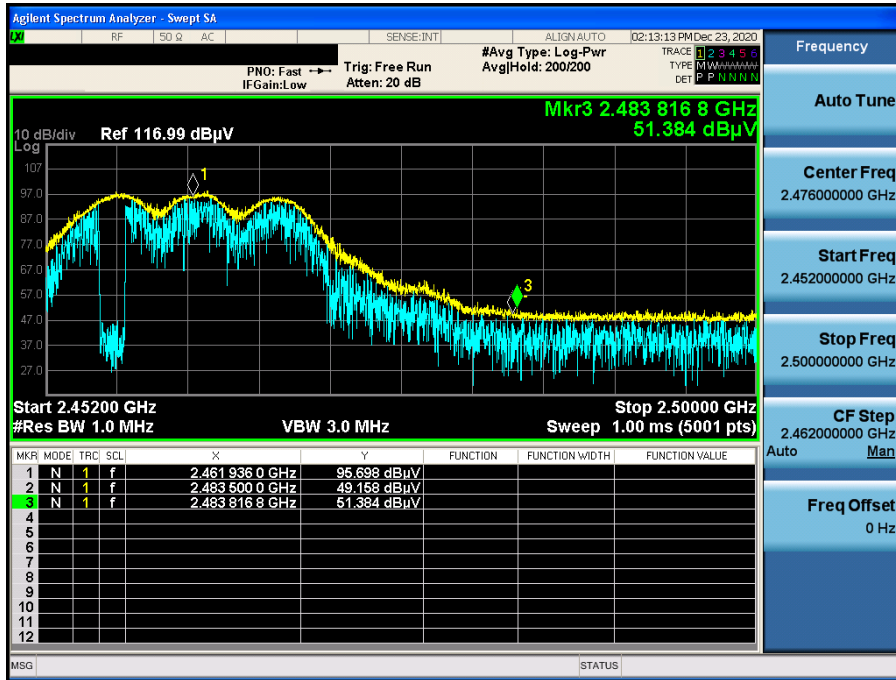 Agilent Spectrum Analyzer - Swept SA
LXI RF 50 Ω AC SENSE:INT ALIGN AUTO 02:13:13 PM Dec 23, 2020
#Avg Type: Log-Pwr TRACE 1 2 3 4 5 6
PNO: Fast Trig: Free Run Avg|Hold: 200/200 TYPE MWWWWW
IFGain:Low Atten: 20 dB DET P P N N N N
Mkr3 2.483 816 8 GHz
51.384 dBµV
10 dB/div Ref 116.99 dBµV
Log
107
97.0
87.0
77.0
67.0
57.0
47.0
37.0
27.0
1
3
Start 2.45200 GHz Stop 2.50000 GHz
#Res BW 1.0 MHz VBW 3.0 MHz Sweep 1.00 ms (5001 pts)
MKR MODE TRC SCL X Y FUNCTION FUNCTION WIDTH FUNCTION VALUE
1 N 1 f 2.461 936 0 GHz 95.698 dBµV
2 N 1 f 2.483 500 0 GHz 49.158 dBµV
3 N 1 f 2.483 816 8 GHz 51.384 dBµV
4
5
6
7
8
9
10
11
12
MSG STATUS
Frequency
Auto Tune
Center Freq
2.476000000 GHz
Start Freq
2.452000000 GHz
Stop Freq
2.500000000 GHz
CF Step
2.462000000 GHz
Auto Man
Freq Offset
0 Hz